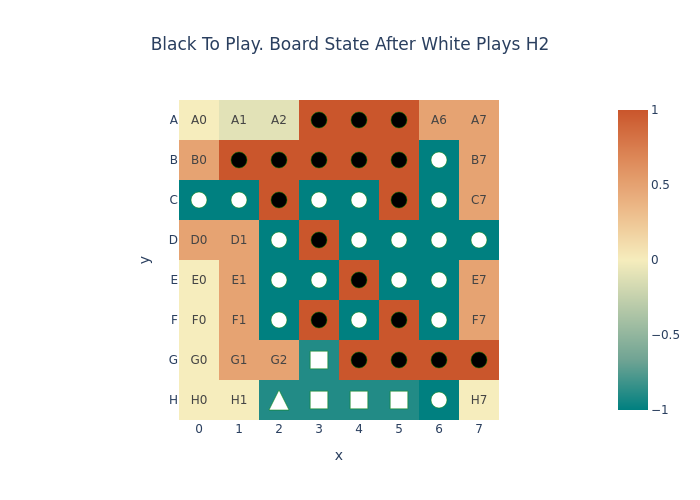 Black To Play. Board State After White Plays H2
A A0 A1 A2 A6 A7
B B0 B7
C C7
D D0 D1
E E0 E1 E7
F F0 F1 F7
G G0 G1 G2
H H0 H1 H7
0 1 2 3 4 5 6 7
x
y
1
0.5
0
−0.5
−1